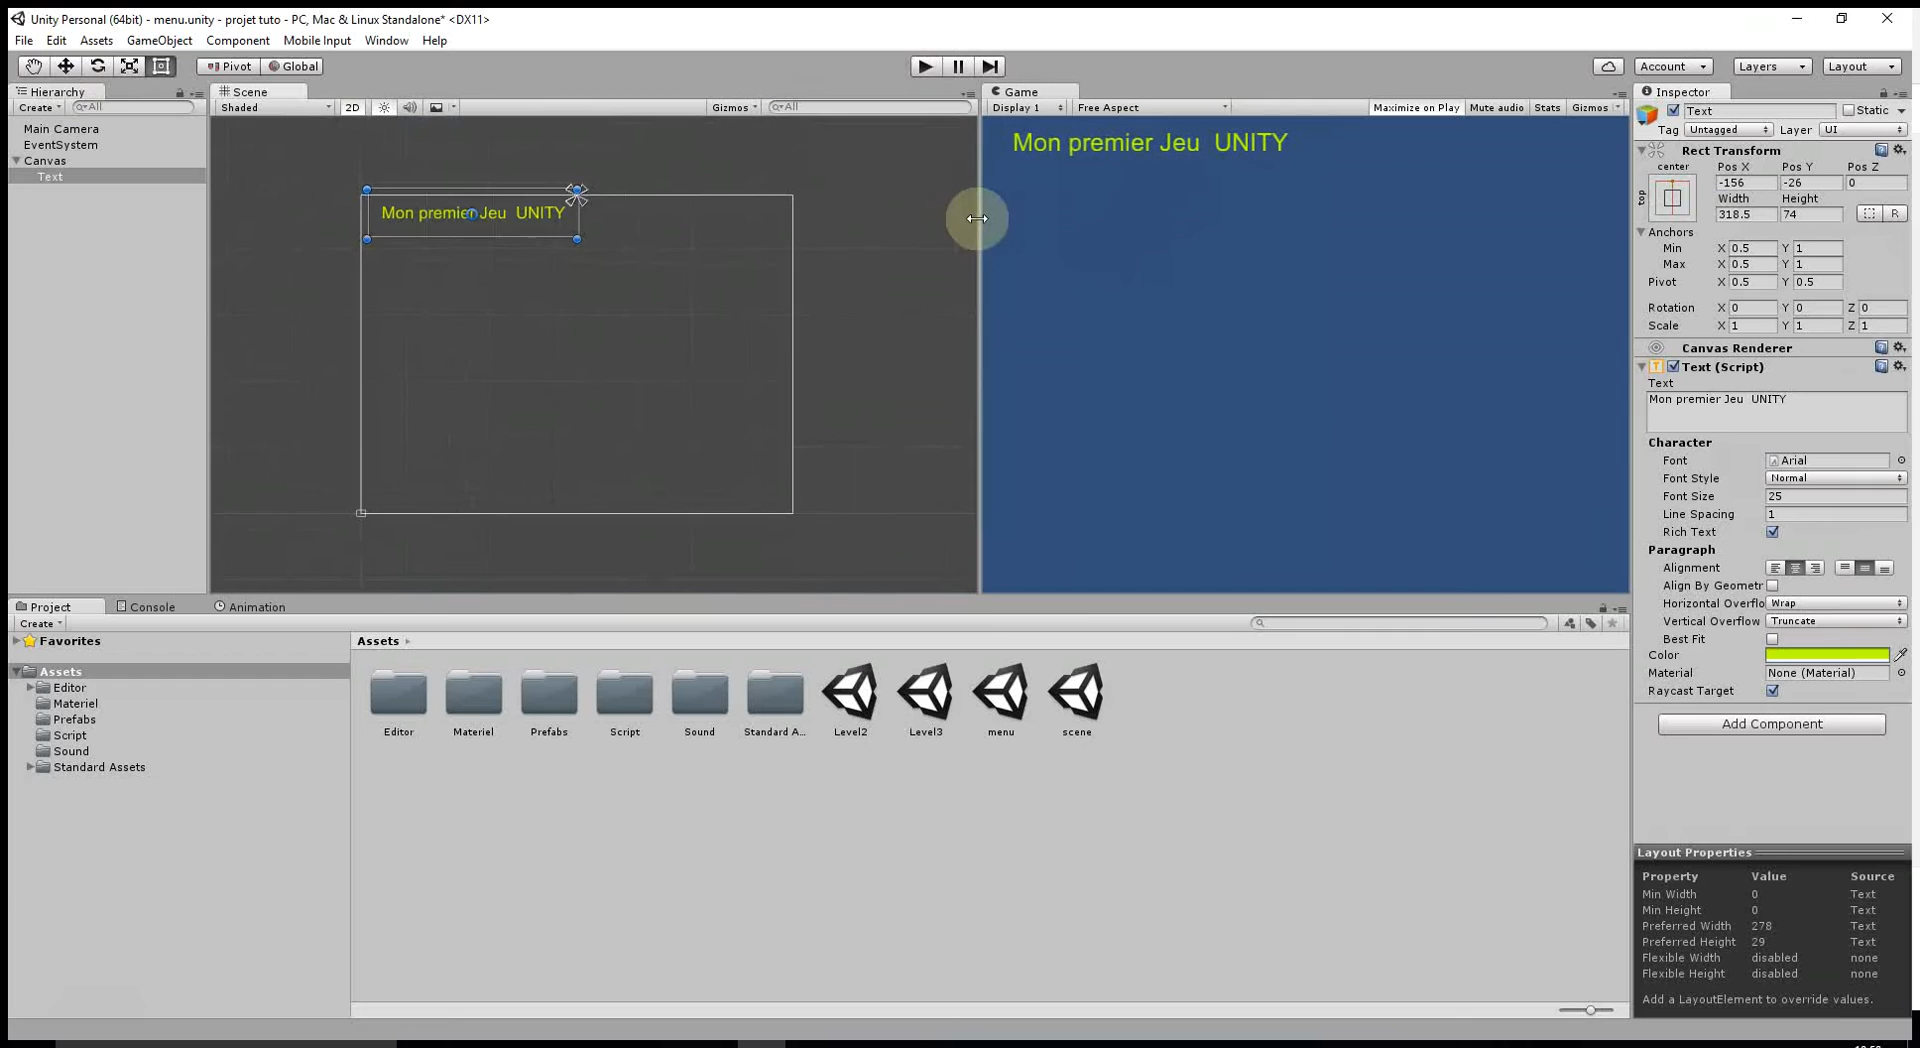 Unity Personal (64bit) - menu.unity - projet tuto - PC, Mac & Linux Standalone* <DX11>
File Edit Assets GameObject Component Mobile Input Window Help
Pivot Global Account Layers Layout
Hierarchy
Create All
Main Camera
EventSystem
Canvas
Text
Scene
Shaded 2D Gizmos All
Mon premier Jeu  UNITY
Game
Display 1 Free Aspect Maximize on Play Mute audio Stats Gizmos
Mon premier Jeu  UNITY
Inspector
Text Static
Tag Untagged Layer UI
Rect Transform
center Pos X Pos Y Pos Z
top -156 -26 0
Width Height
318.5 74 R
Anchors
Min X 0.5 Y 1
Max X 0.5 Y 1
Pivot X 0.5 Y 0.5
Rotation X 0 Y 0 Z 0
Scale X 1 Y 1 Z 1
Canvas Renderer
Text (Script)
Text
Mon premier Jeu  UNITY
Character
Font Arial
Font Style Normal
Font Size 25
Line Spacing 1
Rich Text
Paragraph
Alignment
Align By Geometr
Horizontal Overflo Wrap
Vertical Overflow Truncate
Best Fit
Color
Material None (Material)
Raycast Target
Add Component
Layout Properties
Property Value Source
Min Width 0 Text
Min Height 0 Text
Preferred Width 278 Text
Preferred Height 29 Text
Flexible Width disabled none
Flexible Height disabled none
Add a LayoutElement to override values.
Project Console Animation
Create
Favorites
Assets
Editor
Materiel
Prefabs
Script
Sound
Standard Assets
Assets
Editor Materiel Prefabs Script Sound Standard A... Level2 Level3 menu scene